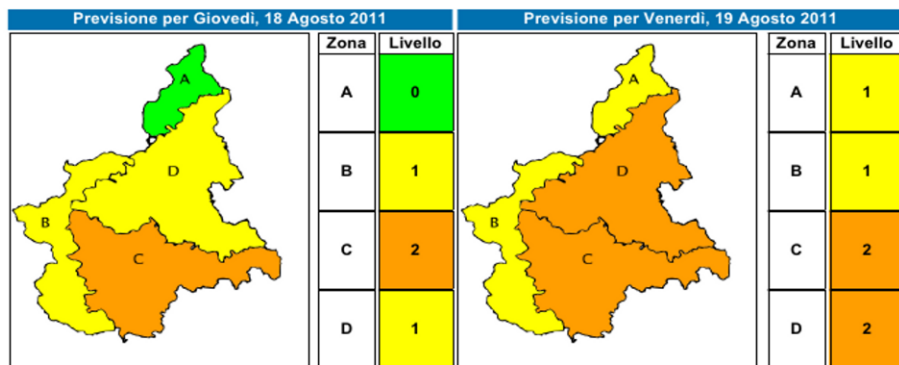 Previsione per Giovedì, 18 Agosto 2011
Zona Livello
A
A 0
D
B 1
B
C 2
C
D 1
Previsione per Venerdì, 19 Agosto 2011
Zona Livello
A
A 1
D
B 1
B
C 2
C
D 2